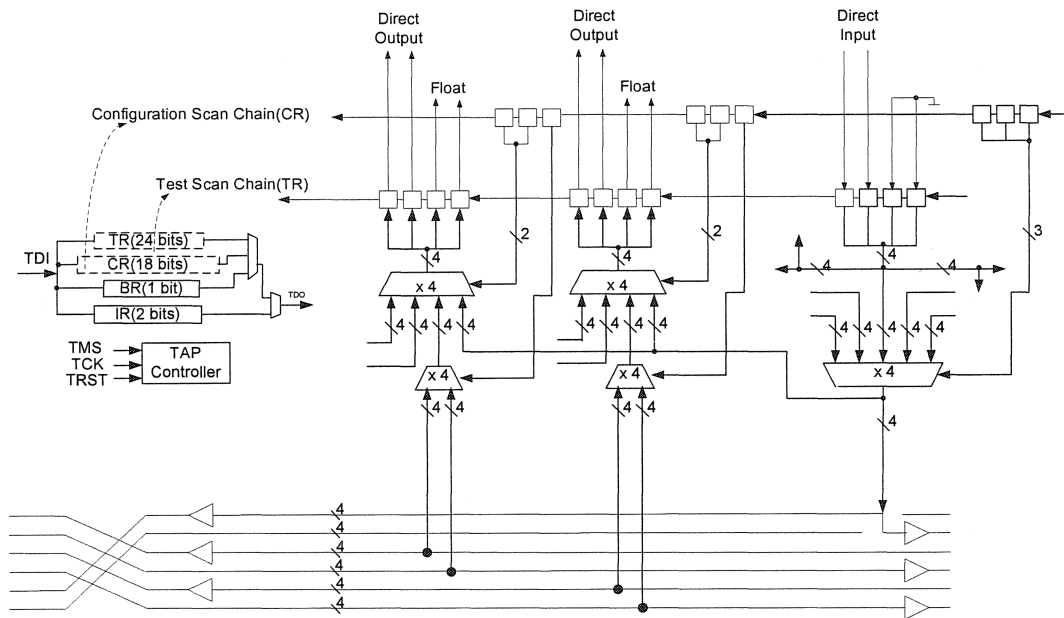 Direct
Output
Direct
Output
Direct
Input
Float
Float
Configuration Scan Chain(CR)
Test Scan Chain(TR)
2
2
3
TR(24 bits)
TDI
CR(18 bits)
BR(1 bit)
TDO
IR(2 bits)
4
4
4
4
4
x 4
x 4
4
4
4
4
4
4
4
4
4
4
4
4
4
TMS
TCK
TRST
TAP
Controller
x 4
x 4
x 4
4
4
4
4
4
4
4
4
4
4
4